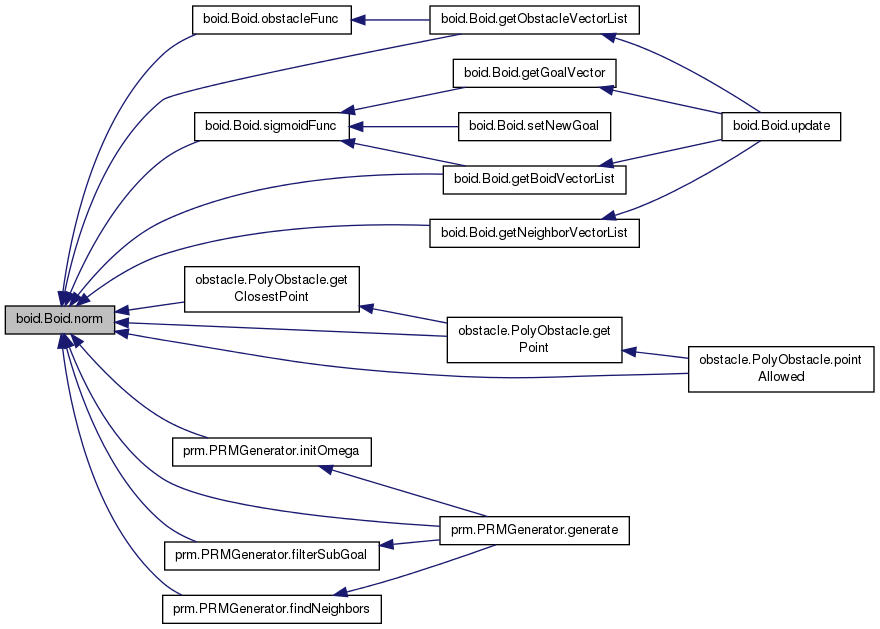 boid.Boid.obstacleFunc
boid.Boid.getObstacleVectorList
boid.Boid.getGoalVector
boid.Boid.sigmoidFunc
boid.Boid.setNewGoal
boid.Boid.update
boid.Boid.getBoidVectorList
boid.Boid.getNeighborVectorList
obstacle.PolyObstacle.get
ClosestPoint
boid.Boid.norm
obstacle.PolyObstacle.get
Point
obstacle.PolyObstacle.point
Allowed
prm.PRMGenerator.initOmega
prm.PRMGenerator.generate
prm.PRMGenerator.filterSubGoal
prm.PRMGenerator.findNeighbors